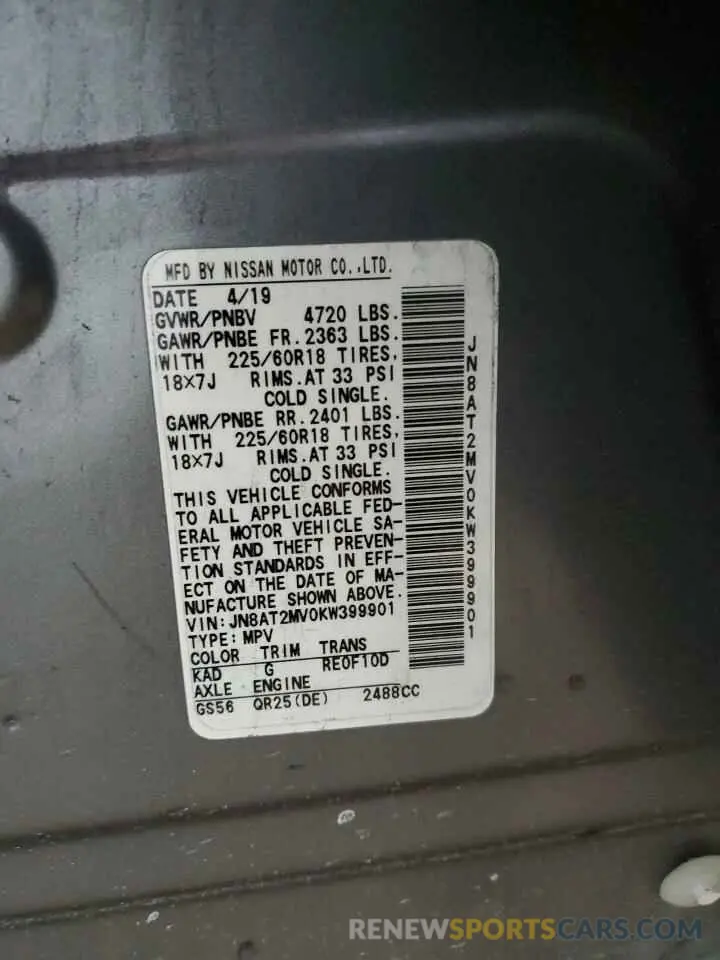 MFD BY NISSAN MOTOR CO.,LTD.
DATE 4/19
GVWR/PNBV 4720 LBS.
GAWR/PNBE FR. 2363 LBS.
WITH 225/60R18 TIRES,
18X7J RIMS.AT 33 PSI
COLD SINGLE.
GAWR/PNBE RR. 2401 LBS.
WITH 225/60R18 TIRES,
18X7J RIMS.AT 33 PSI
COLD SINGLE.
THIS VEHICLE CONFORMS
TO ALL APPLICABLE FED-
ERAL MOTOR VEHICLE SA-
FETY AND THEFT PREVEN-
TION STANDARDS IN EFF-
ECT ON THE DATE OF MA-
NUFACTURE SHOWN ABOVE.
VIN:JN8AT2MV0KW399901
TYPE:MPV
COLOR TRIM TRANS
KAD G RE0F10D
AXLE ENGINE
GS56 QR25(DE) 2488CC
JN8AT2MV0KW399901
RENEWSPORTSCARS.COM